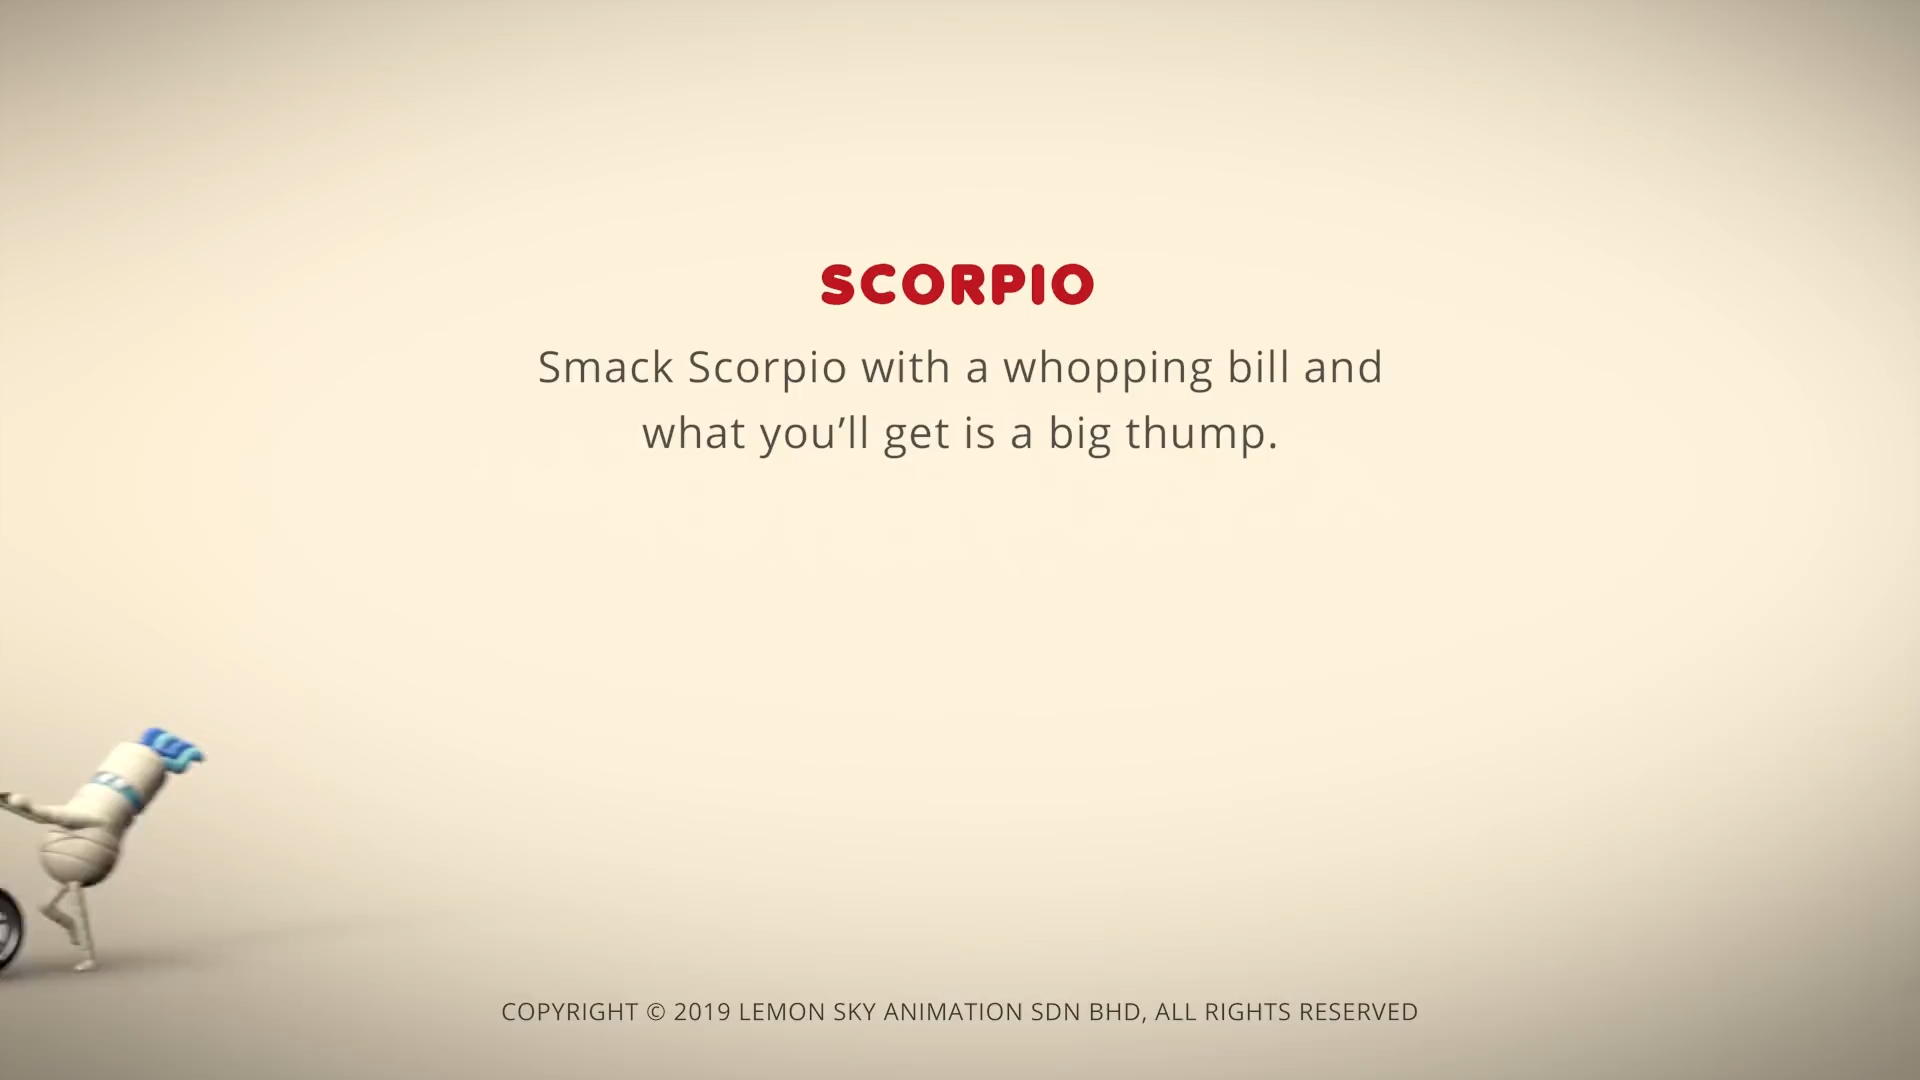 SCORPIO
Smack Scorpio with a whopping bill and
what you’ll get is a big thump.
COPYRIGHT © 2019 LEMON SKY ANIMATION SDN BHD, ALL RIGHTS RESERVED